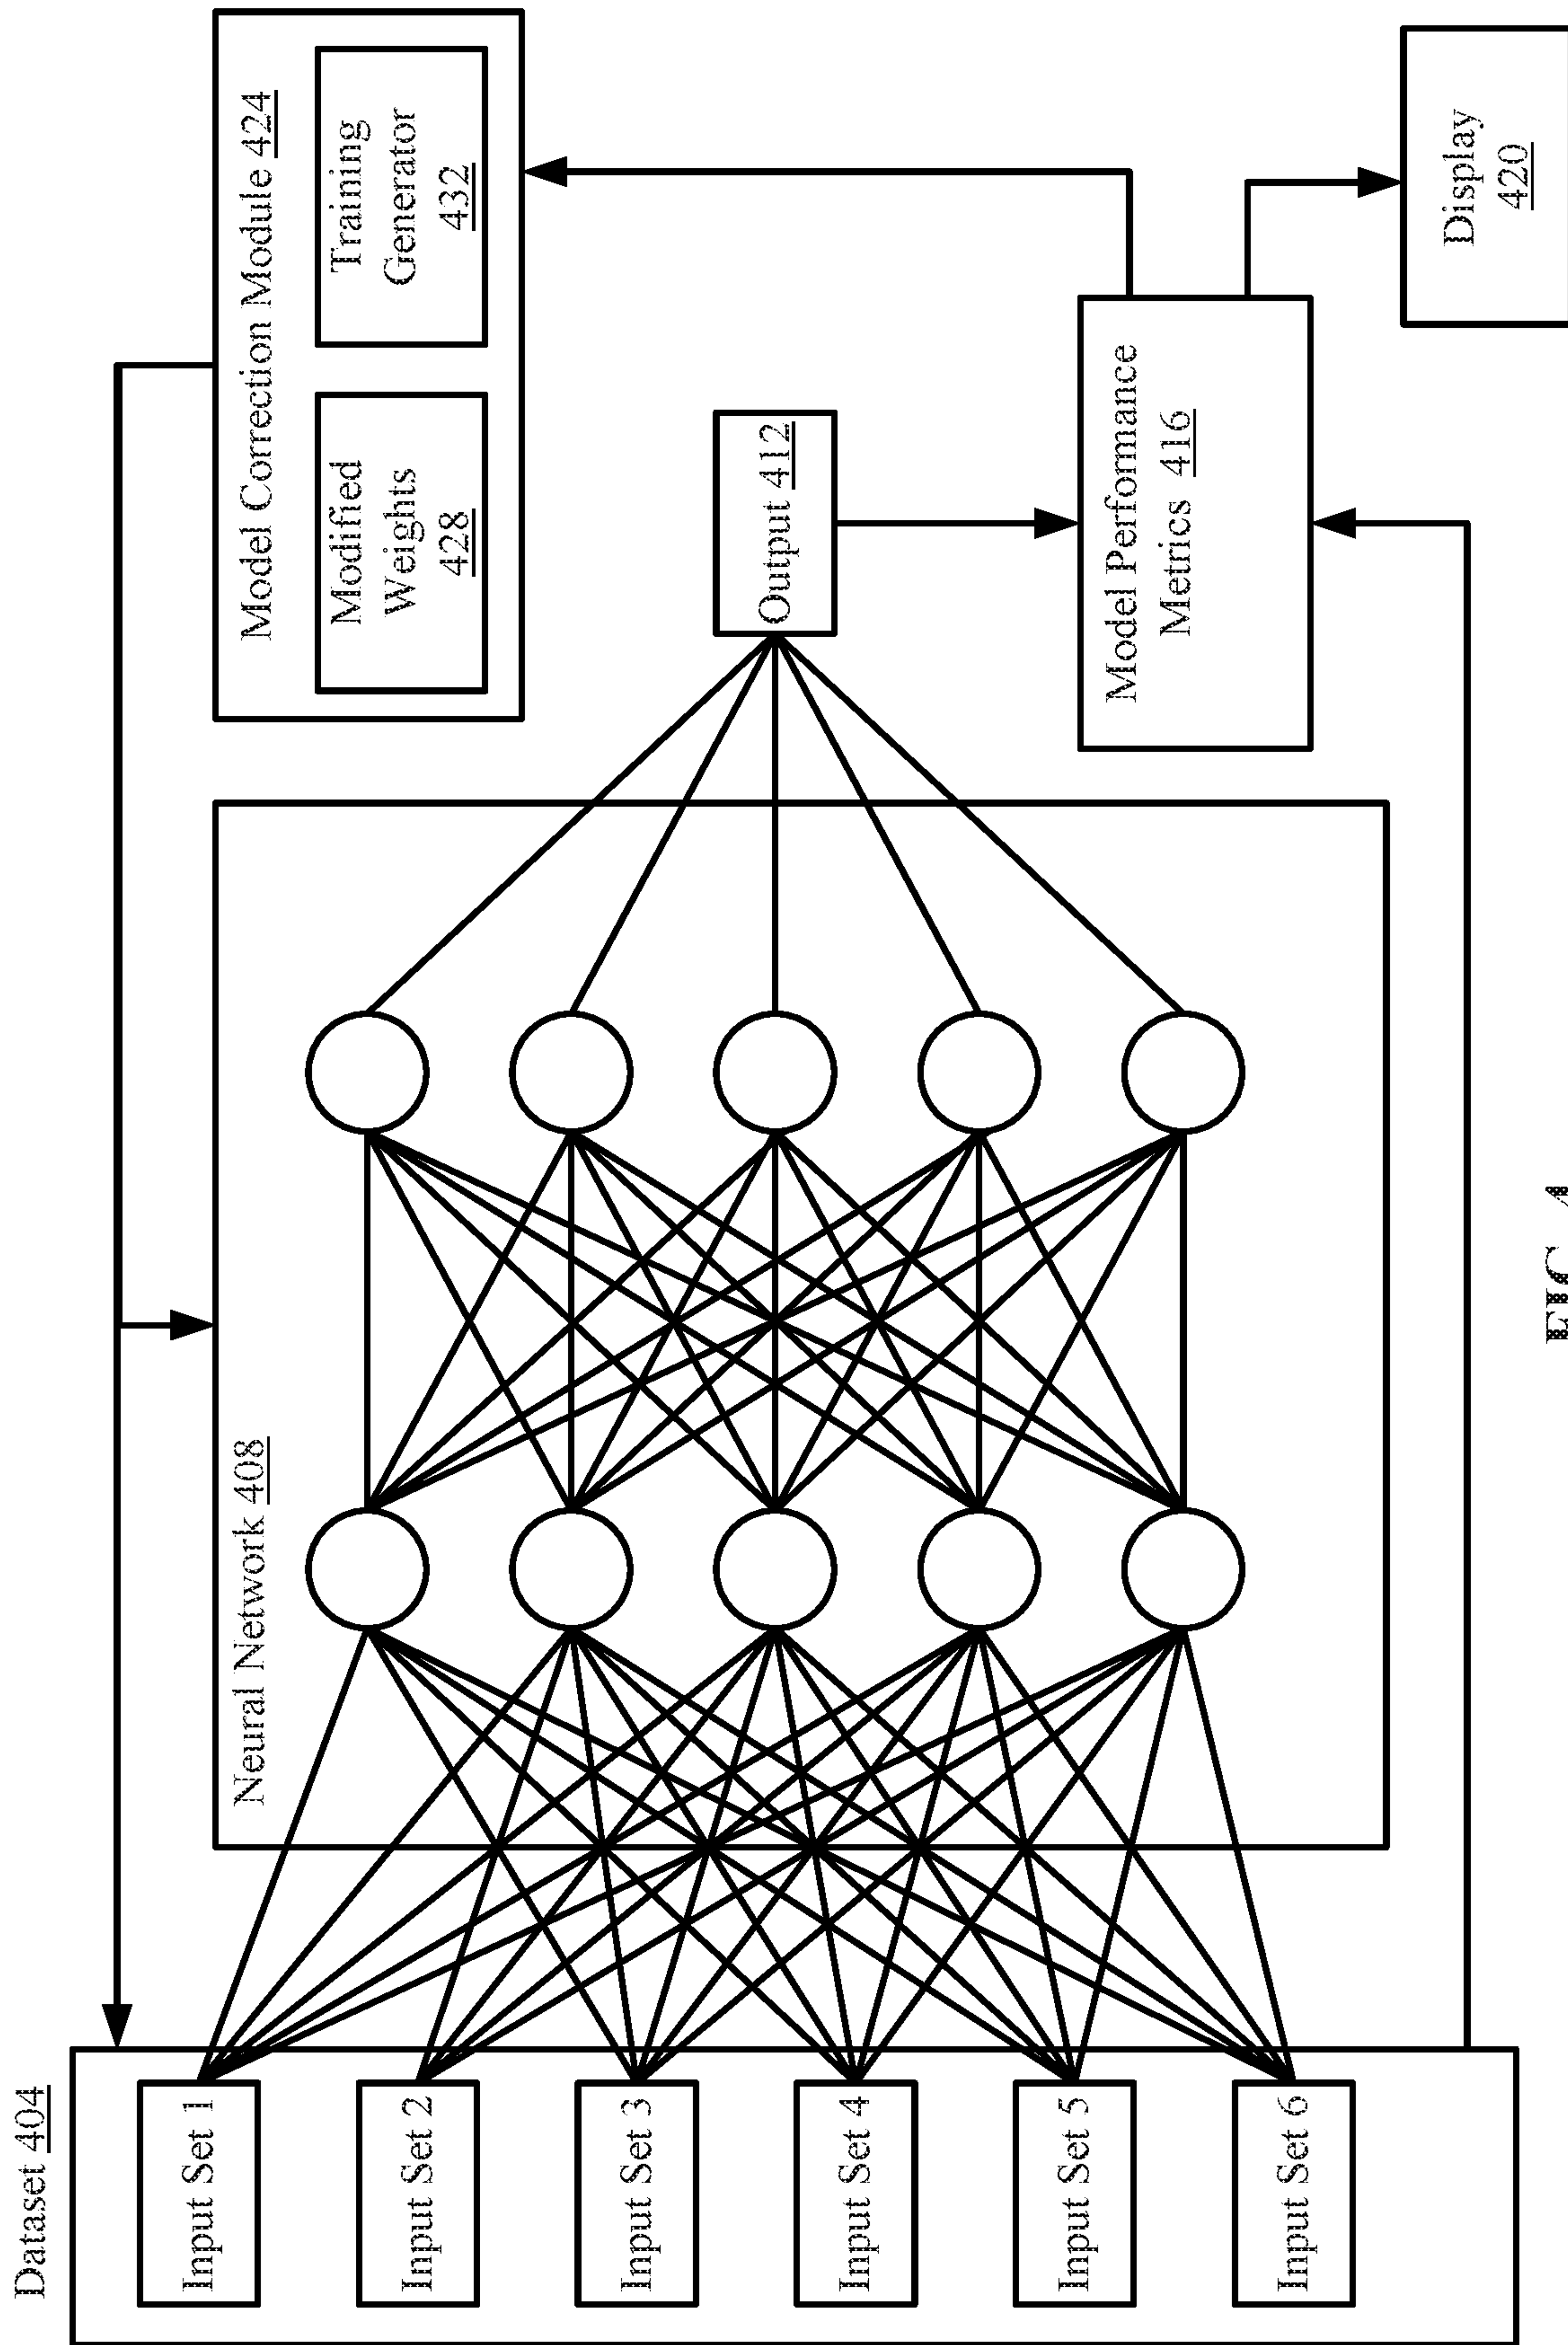 Dataset 404
Input Set 1
Input Set 2
Input Set 3
Input Set 4
Input Set 5
Input Set 6
Neural Network 408
Model Correction Module 424
Modified
Weights
428
Training
Generator
432
Output 412
Model Performance
Metrics 416
Display
420
FIG. 4